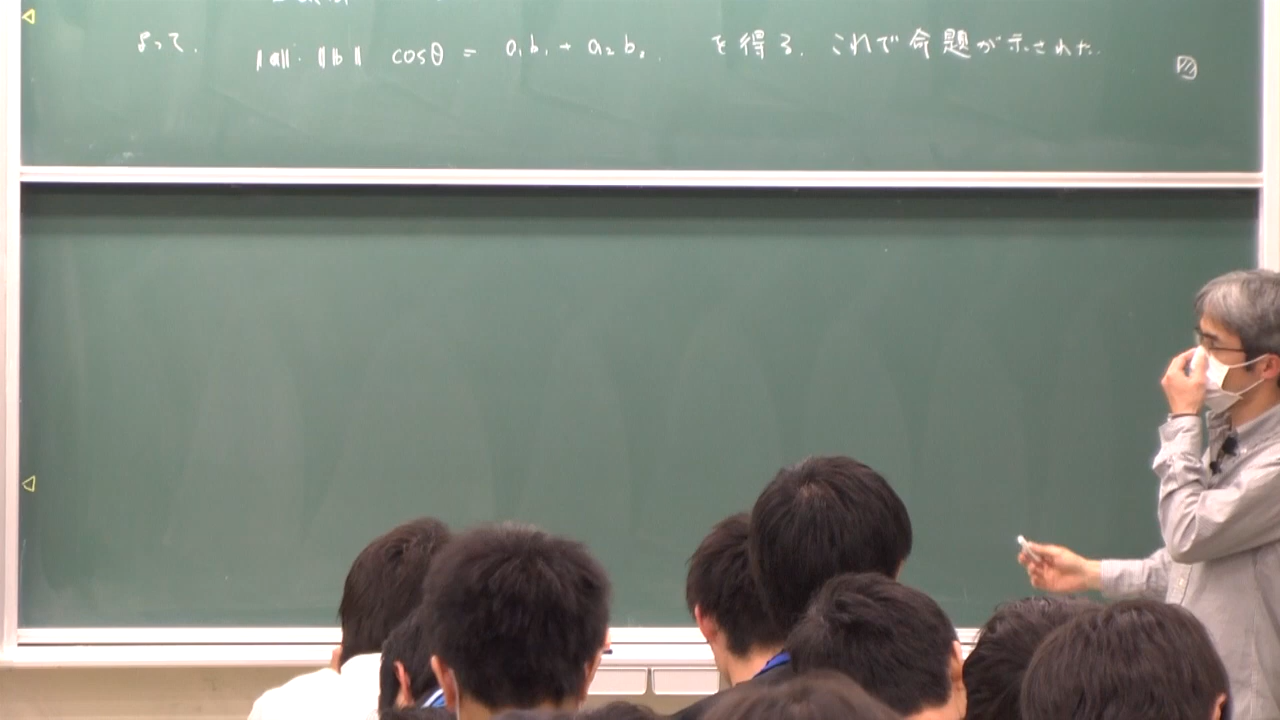 よって. ‖a‖・‖b‖ cosθ = a₁b₁ + a₂b₂. を得る. これで命題が示された.